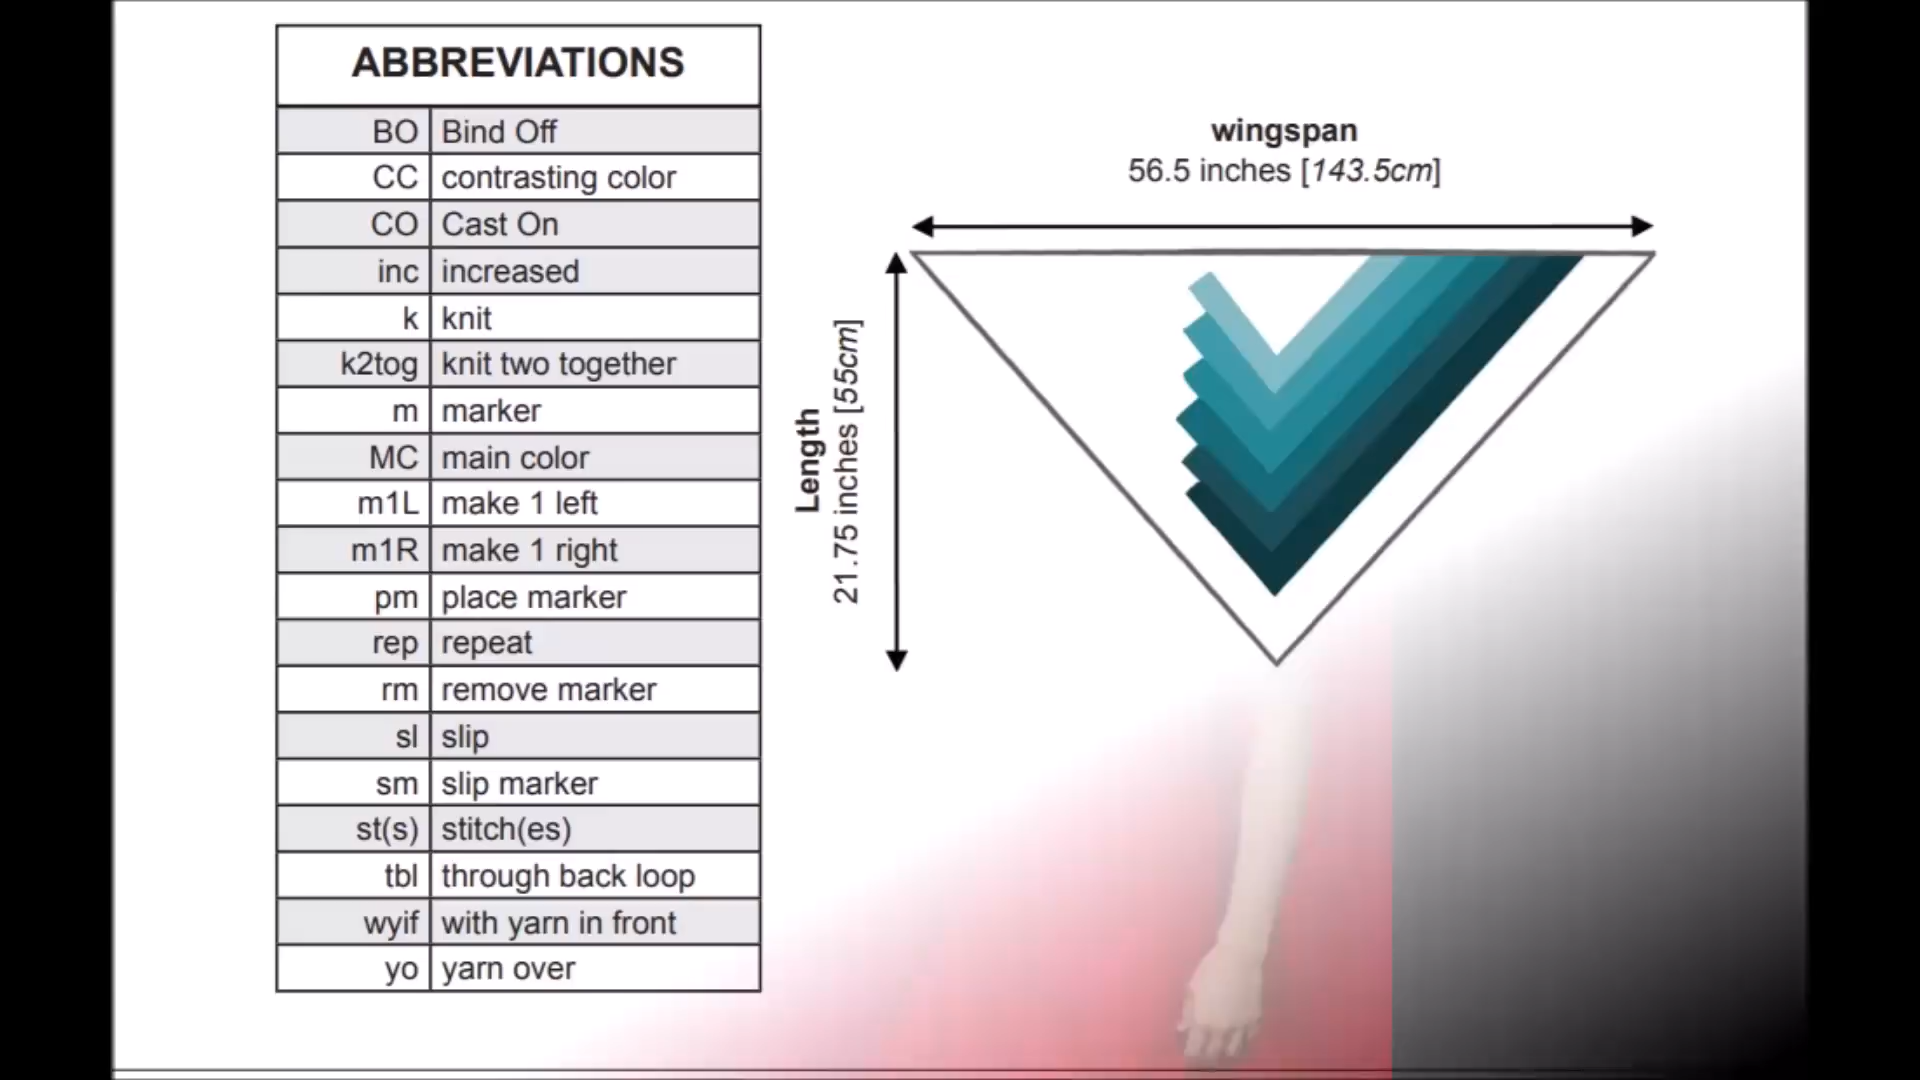 ABBREVIATIONS
BO Bind Off
CC contrasting color
CO Cast On
inc increased
k knit
k2tog knit two together
m marker
MC main color
m1L make 1 left
m1R make 1 right
pm place marker
rep repeat
rm remove marker
sl slip
sm slip marker
st(s) stitch(es)
tbl through back loop
wyif with yarn in front
yo yarn over
wingspan
56.5 inches [143.5cm]
Length
21.75 inches [55cm]